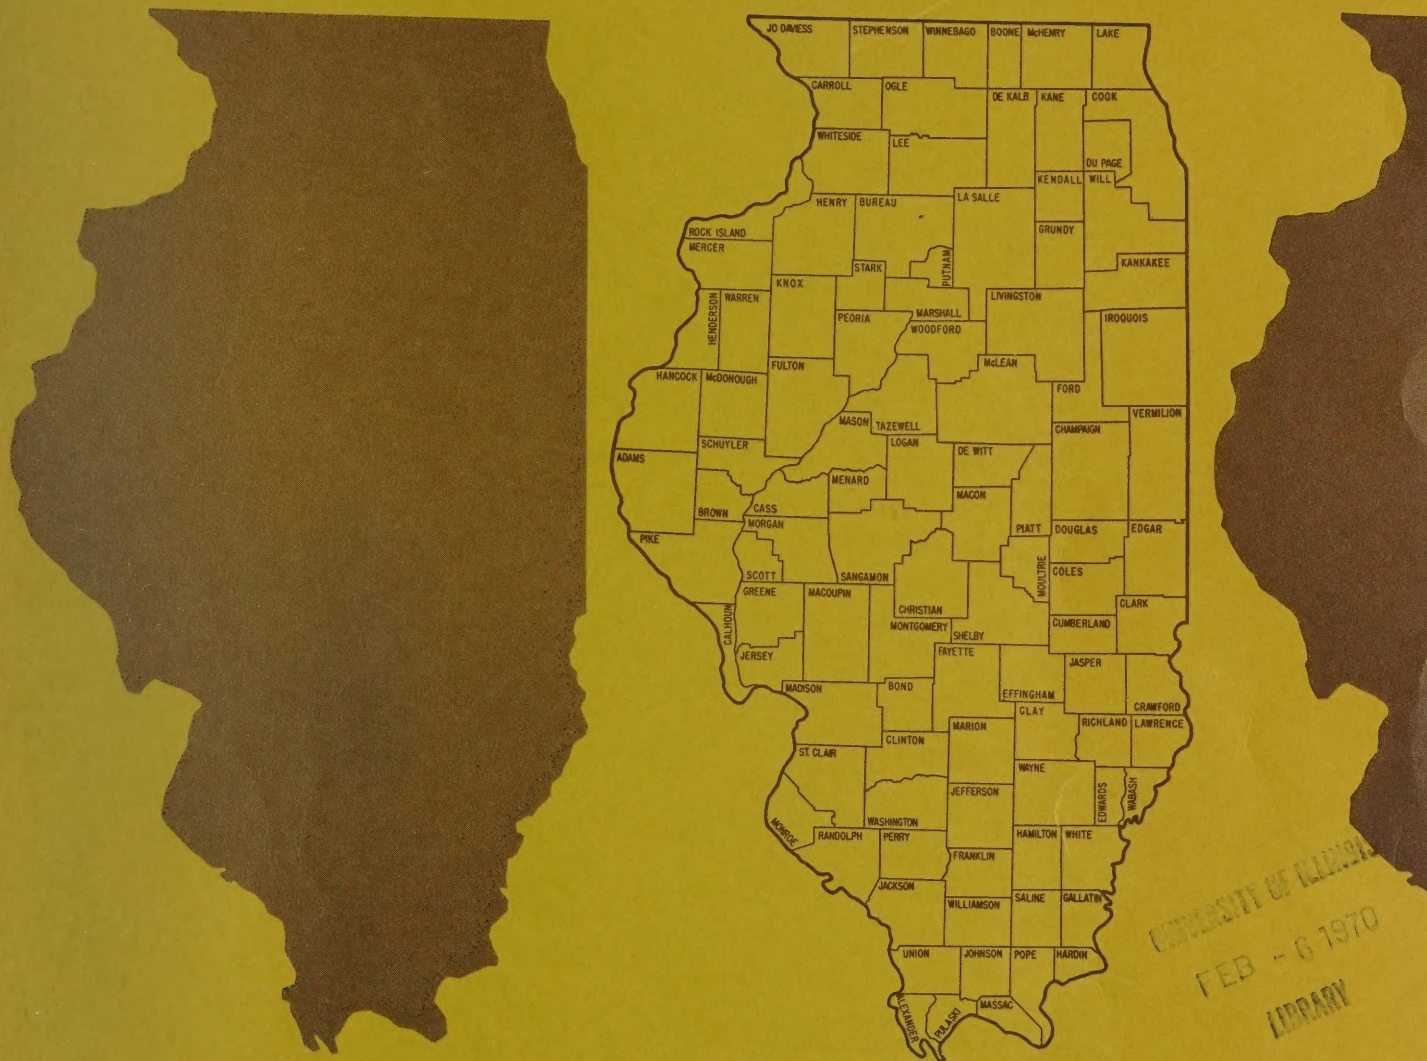 JO DAVIESS STEPHENSON WINNEBAGO BOONE McHENRY LAKE
CARROLL OGLE DE KALB KANE COOK
WHITESIDE LEE DU PAGE
KENDALL WILL
HENRY BUREAU LA SALLE
ROCK ISLAND GRUNDY
MERCER PUTNAM KANKAKEE
STARK
KNOX
HENDERSON WARREN LIVINGSTON
PEORIA MARSHALL IROQUOIS
WOODFORD
FULTON McLEAN
HANCOCK McDONOUGH FORD
MASON TAZEWELL VERMILION
CHAMPAIGN
SCHUYLER LOGAN
ADAMS DE WITT
MENARD MACON
BROWN CASS
MORGAN PIATT DOUGLAS EDGAR
PIKE
SCOTT SANGAMON MOULTRIE COLES
GREENE MACOUPIN
CHRISTIAN CLARK
CALHOUN MONTGOMERY SHELBY CUMBERLAND
JERSEY FAYETTE JASPER
MADISON BOND EFFINGHAM
CLAY CRAWFORD
MARION RICHLAND LAWRENCE
CLINTON
ST. CLAIR WAYNE
JEFFERSON EDWARDS WABASH
MONROE WASHINGTON
RANDOLPH PERRY HAMILTON WHITE
FRANKLIN
JACKSON
WILLIAMSON SALINE GALLATIN
UNION JOHNSON POPE HARDIN
ALEXANDER PULASKI MASSAC
UNIVERSITY OF ILLINOIS
FEB - 6 1970
LIBRARY